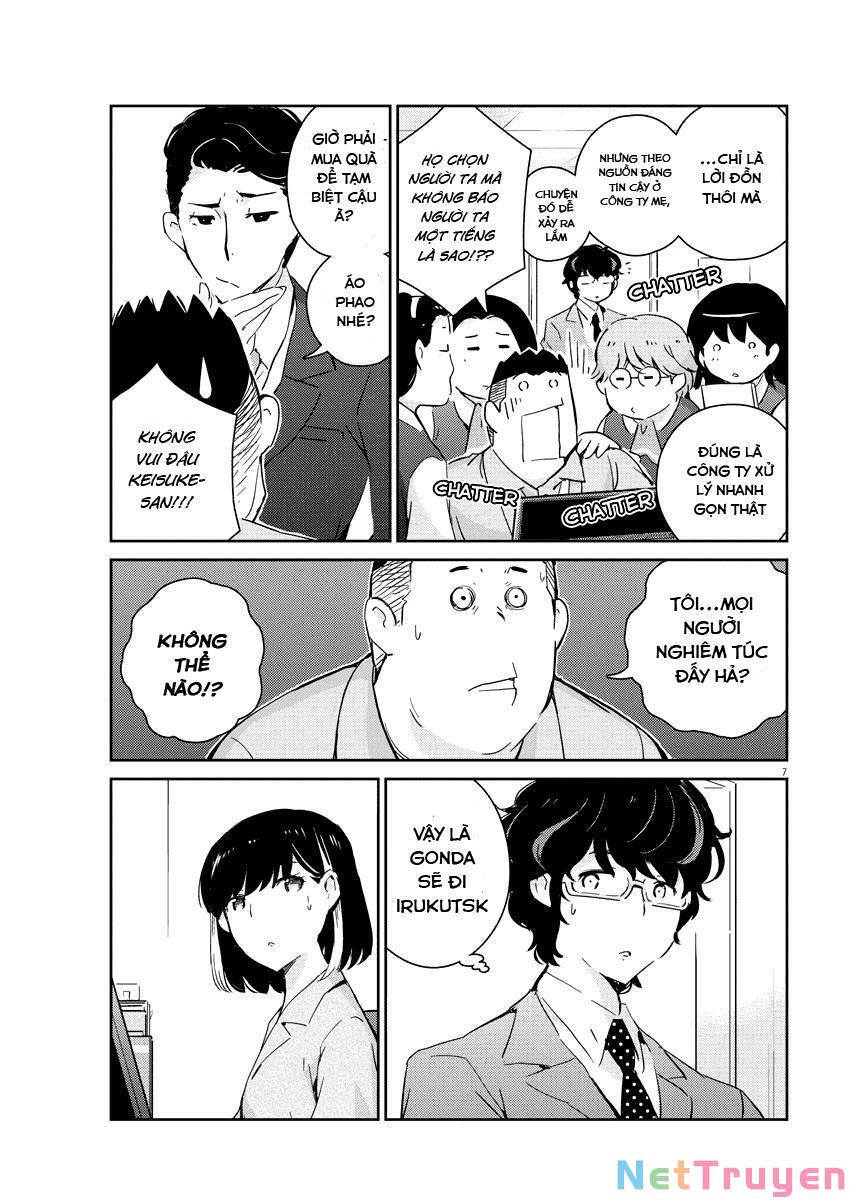 …CHỈ LÀ
LỜI ĐỒN
THÔI MÀ
NHƯNG THEO
NGUỒN ĐÁNG
TIN CẬY Ở
CÔNG TY MẸ,
CHUYỆN
ĐÓ DỄ
XẢY RA
LẮM
HỌ CHỌN
NGƯỜI TA MÀ
KHÔNG BÁO
NGƯỜI TA
MỘT TIẾNG
LÀ SAO!??
CHATTER
CHATTER
CHATTER
ĐÚNG LÀ
CÔNG TY XỬ
LÝ NHANH
GỌN THẬT
GIỜ PHẢI
MUA QUÀ
ĐỂ TẠM
BIỆT CẬU
À?
ÁO
PHAO
NHÉ?
KHÔNG
VUI ĐÂU
KEISUKE-
SAN!!!
TÔI...MỌI
NGƯỜI
NGHIÊM TÚC
ĐẤY HẢ?
KHÔNG
THỂ
NÀO!?
7
VẬY LÀ
GONDA
SẼ ĐI
IRUKUTSK
NetTruyen